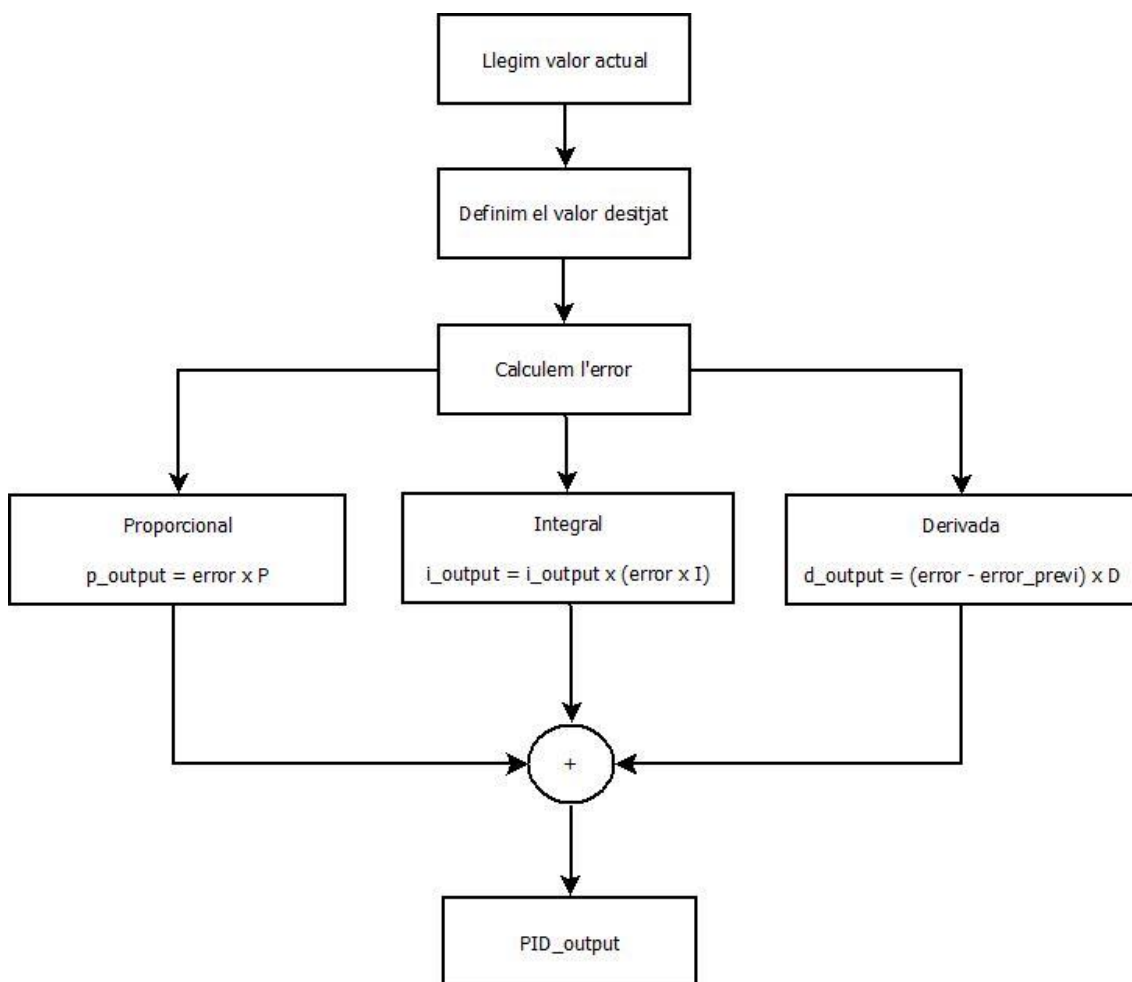 Llegim valor actual
Definim el valor desitjat
Calculem l'error
Proporcional
p_output = error x P
Integral
i_output = i_output x (error x I)
Derivada
d_output = (error - error_previ) x D
+
PID_output